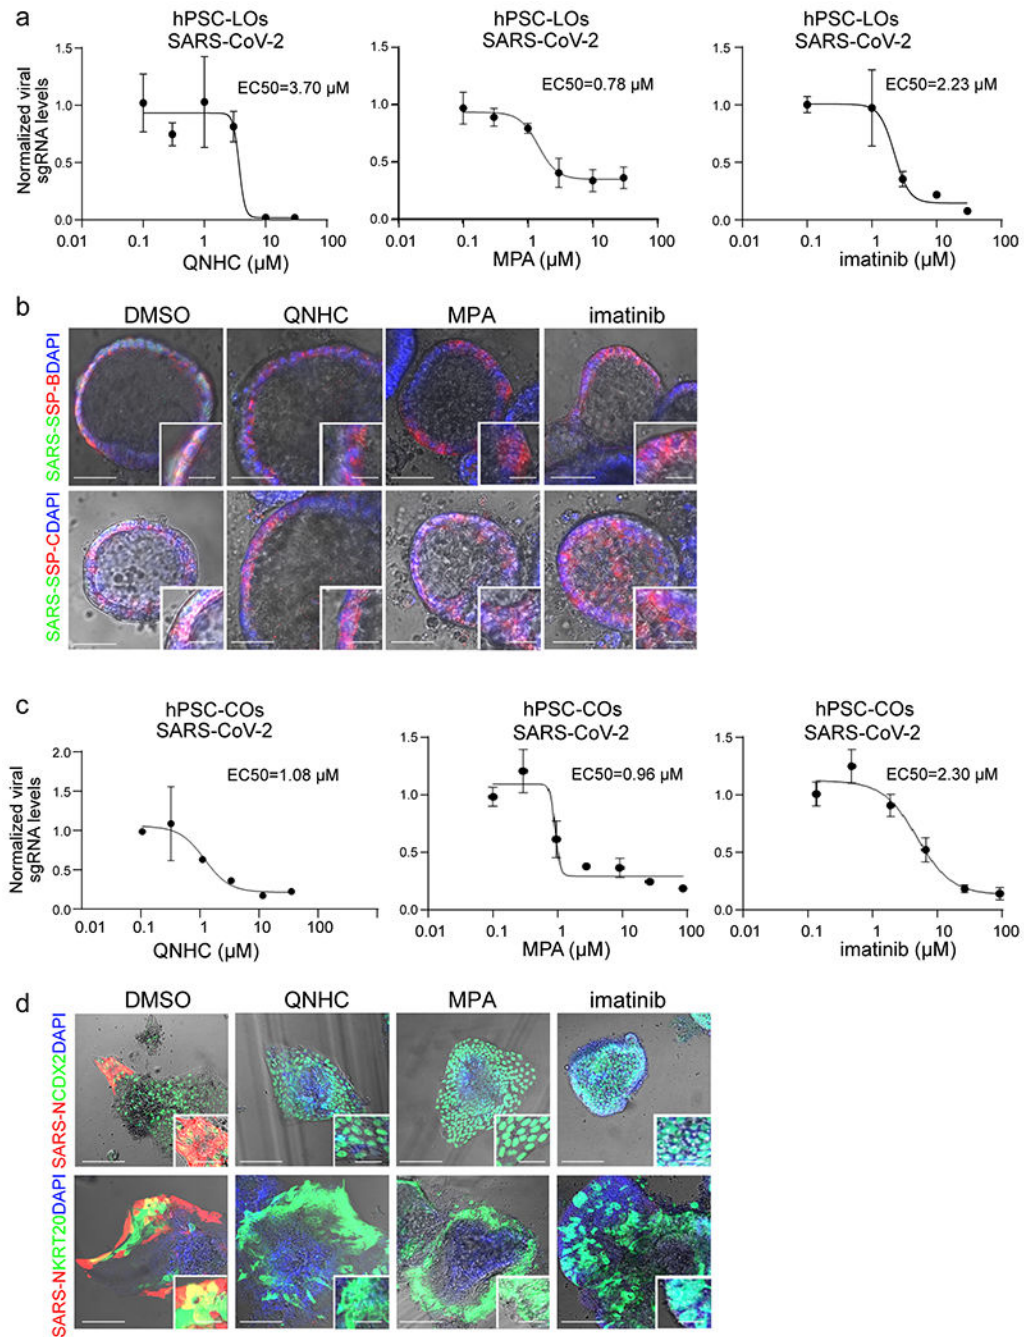 a
hPSC-LOs
SARS-CoV-2
hPSC-LOs
SARS-CoV-2
hPSC-LOs
SARS-CoV-2
Normalized viral
sgRNA levels
1.5
1.0
0.5
0.0
EC50=3.70 µM
0.01 0.1 1 10 100
QNHC (µM)
1.5
1.0
0.5
0.0
EC50=0.78 µM
0.01 0.1 1 10 100
MPA (µM)
1.5
1.0
0.5
0.0
EC50=2.23 µM
0.01 0.1 1 10 100
imatinib (µM)
b
DMSO QNHC MPA imatinib
SARS-SSP-BDAPI
SARS-SSP-CDAPI
c
hPSC-COs
SARS-CoV-2
hPSC-COs
SARS-CoV-2
hPSC-COs
SARS-CoV-2
Normalized viral
sgRNA levels
2.0
1.5
1.0
0.5
0.0
EC50=1.08 µM
0.01 0.1 1 10 100
QNHC (µM)
1.5
1.0
0.5
0.0
EC50=0.96 µM
0.01 0.1 1 10 100
MPA (µM)
1.5
1.0
0.5
0.0
EC50=2.30 µM
0.01 0.1 1 10 100
imatinib (µM)
d
DMSO QNHC MPA imatinib
SARS-NCDX2DAPI
SARS-NKRT20DAPI